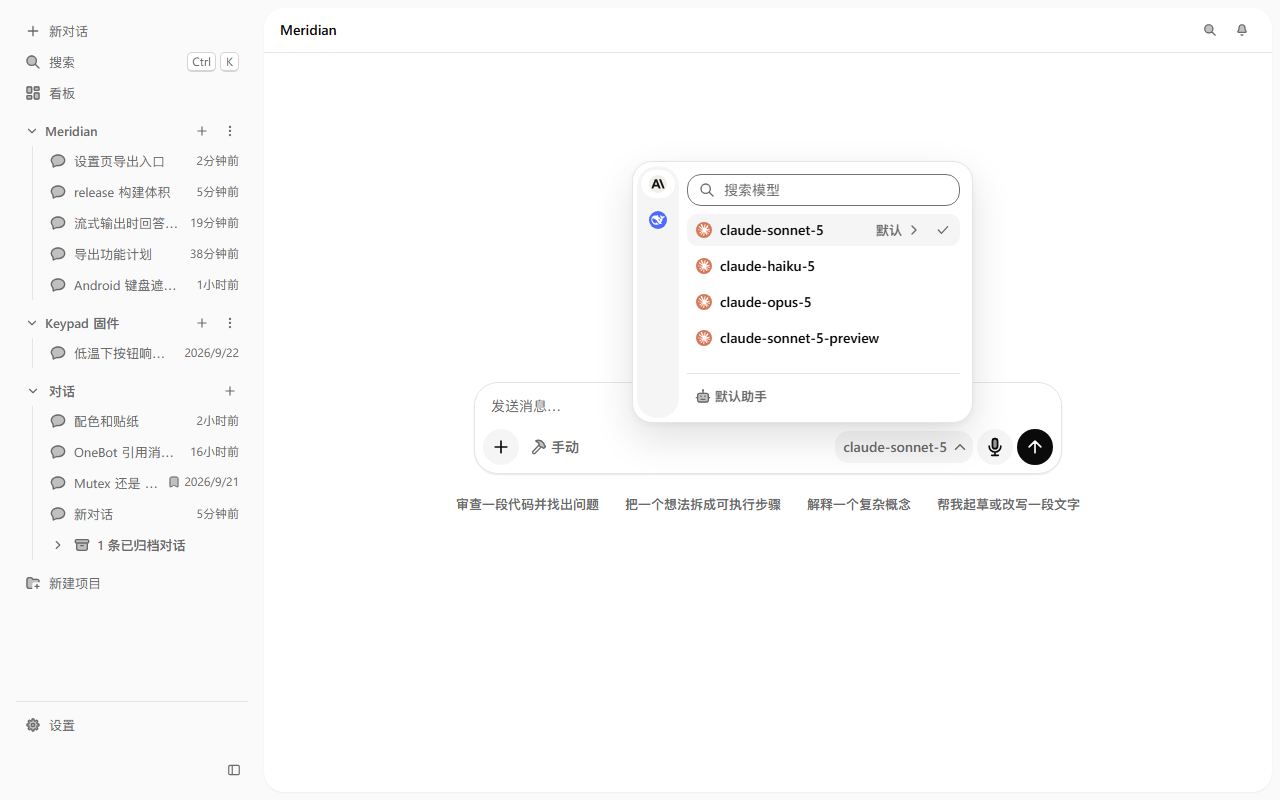 新对话
搜索 Ctrl K
看板
Meridian
设置页导出入口 2分钟前
release 构建体积 5分钟前
流式输出时回答… 19分钟前
导出功能计划 38分钟前
Android 键盘遮… 1小时前
Keypad 固件
低温下按钮响… 2026/9/22
对话
配色和贴纸 2小时前
OneBot 引用消… 16小时前
Mutex 还是 … 2026/9/21
新对话 5分钟前
1 条已归档对话
新建项目
设置
Meridian
搜索模型
claude-sonnet-5 默认
claude-haiku-5
claude-opus-5
claude-sonnet-5-preview
默认助手
发送消息…
手动 claude-sonnet-5
审查一段代码并找出问题 把一个想法拆成可执行步骤 解释一个复杂概念 帮我起草或改写一段文字